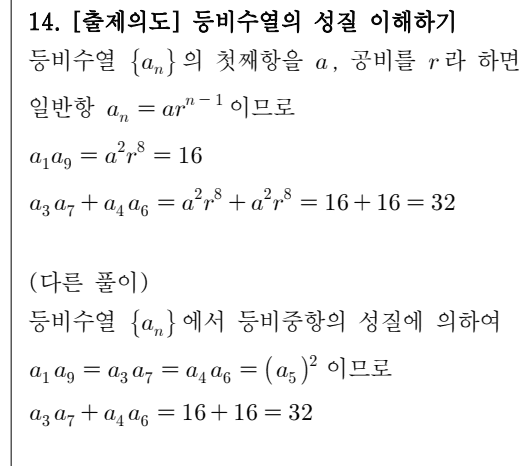 14. [출제의도] 등비수열의 성질 이해하기
등비수열 {aₙ}의 첫째항을 a, 공비를 r라 하면
일반항 aₙ = arⁿ⁻¹이므로
a₁a₉ = a²r⁸ = 16
a₃a₇ + a₄a₆ = a²r⁸ + a²r⁸ = 16 + 16 = 32
(다른 풀이)
등비수열 {aₙ}에서 등비중항의 성질에 의하여
a₁a₉ = a₃a₇ = a₄a₆ = (a₅)² 이므로
a₃a₇ + a₄a₆ = 16 + 16 = 32